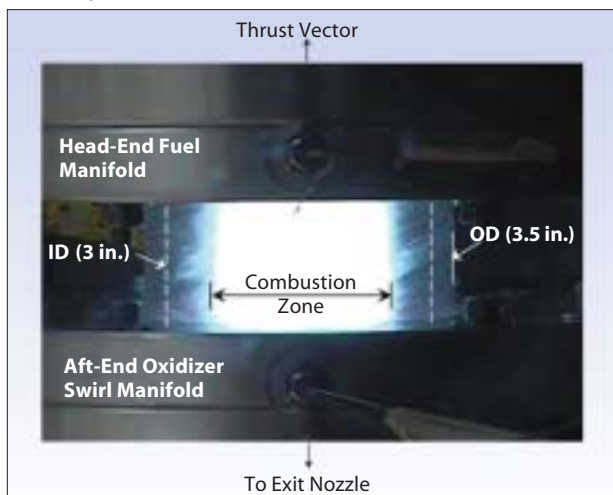 Thrust Vector
Head-End Fuel
Manifold
ID (3 in.)
OD (3.5 in.)
Combustion
Zone
Aft-End Oxidizer
Swirl Manifold
To Exit Nozzle